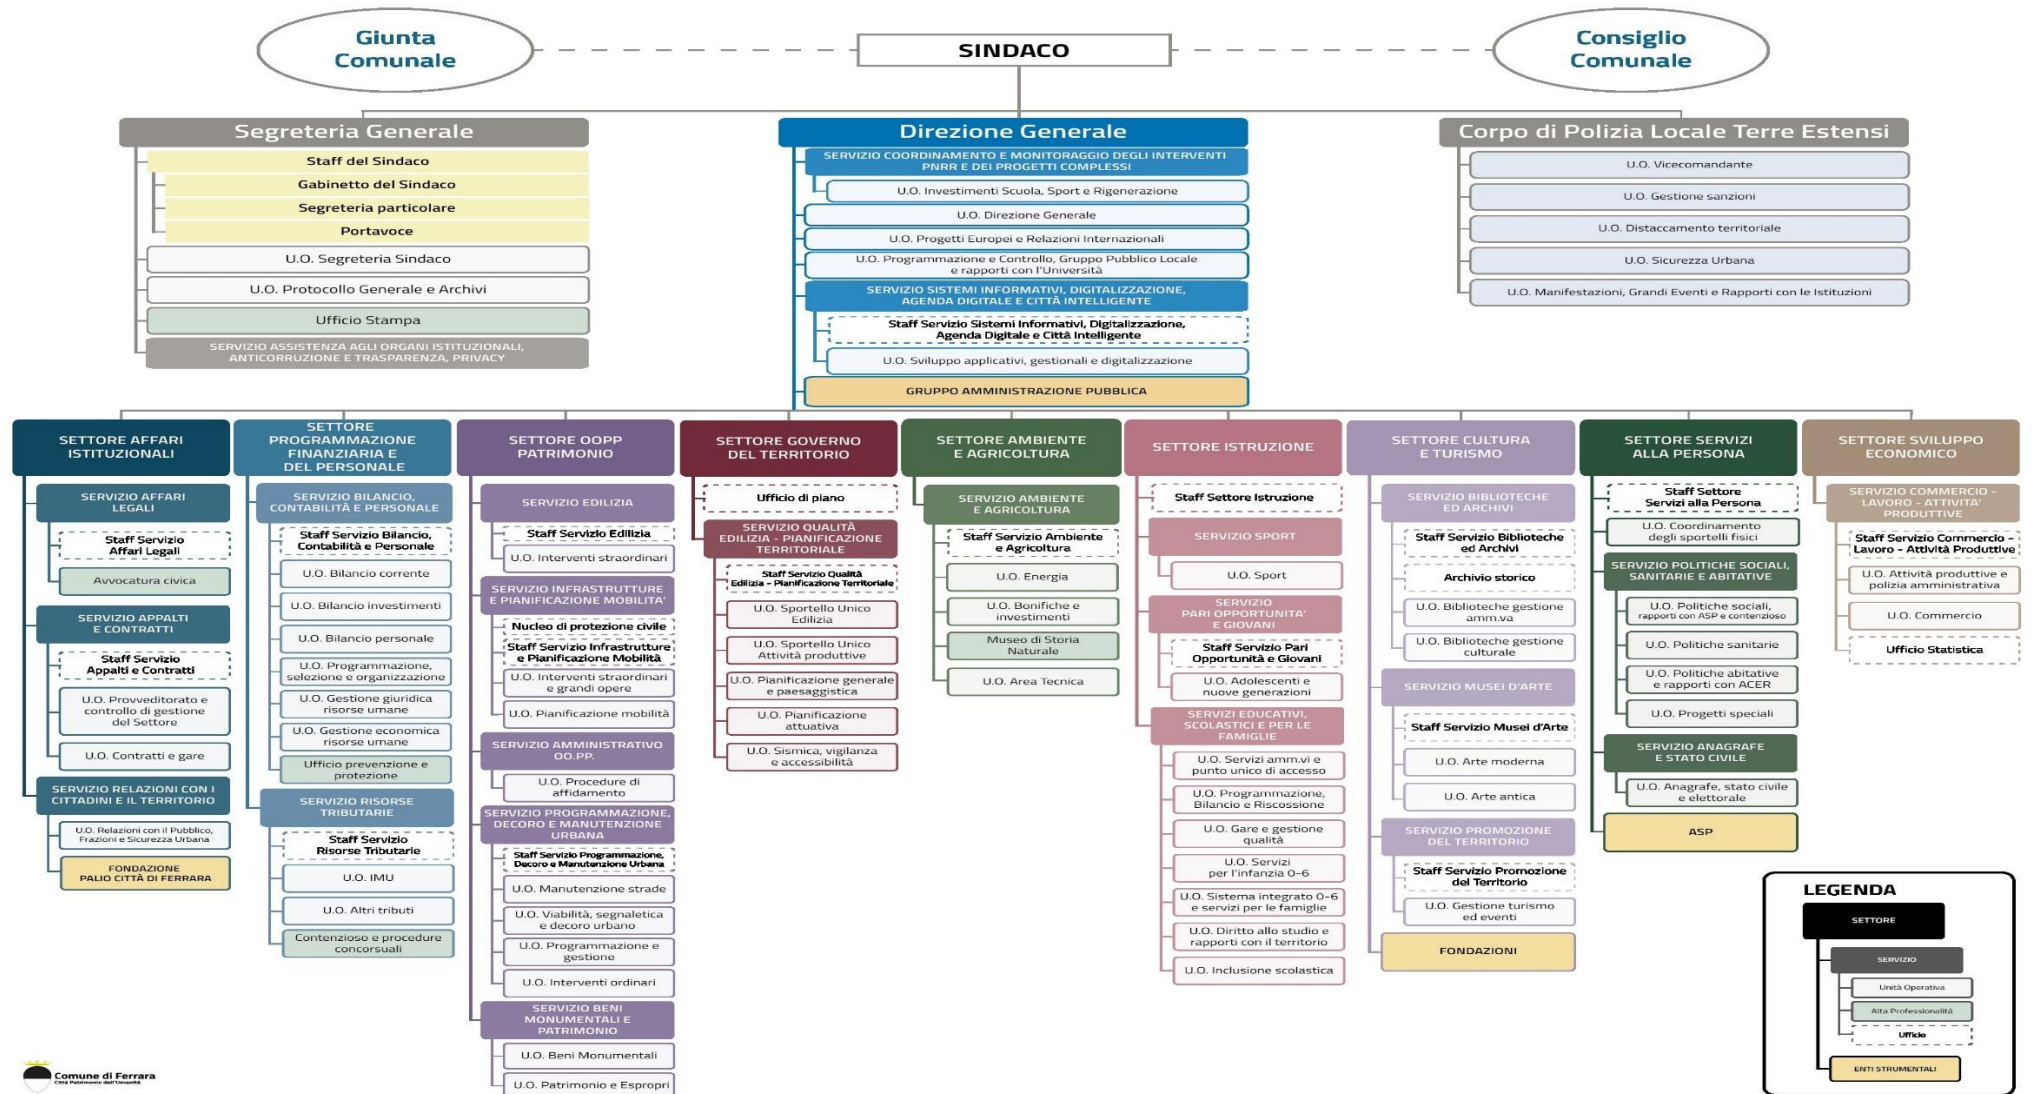 Giunta
Comunale
SINDACO
Consiglio
Comunale
Segreteria Generale
Staff del Sindaco
Gabinetto del Sindaco
Segreteria particolare
Portavoce
U.O. Segreteria Sindaco
U.O. Protocollo Generale e Archivi
Ufficio Stampa
SERVIZIO ASSISTENZA AGLI ORGANI ISTITUZIONALI,
ANTICORRUZIONE E TRASPARENZA, PRIVACY
Direzione Generale
SERVIZIO COORDINAMENTO E MONITORAGGIO DEGLI INTERVENTI
PNRR E DEI PROGETTI COMPLESSI
U.O. Investimenti Scuola, Sport e Rigenerazione
U.O. Direzione Generale
U.O. Progetti Europei e Relazioni Internazionali
U.O. Programmazione e Controllo, Gruppo Pubblico Locale
e rapporti con l'Università
SERVIZIO SISTEMI INFORMATIVI, DIGITALIZZAZIONE,
AGENDA DIGITALE E CITTÀ INTELLIGENTE
Staff Servizio Sistemi Informativi, Digitalizzazione,
Agenda Digitale e Città Intelligente
U.O. Sviluppo applicativi, gestionali e digitalizzazione
GRUPPO AMMINISTRAZIONE PUBBLICA
Corpo di Polizia Locale Terre Estensi
U.O. Vicecomandante
U.O. Gestione sanzioni
U.O. Distaccamento territoriale
U.O. Sicurezza Urbana
U.O. Manifestazioni, Grandi Eventi e Rapporti con le Istituzioni
SETTORE AFFARI
ISTITUZIONALI
SERVIZIO AFFARI
LEGALI
Staff Servizio
Affari Legali
Avvocatura civica
SERVIZIO APPALTI
E CONTRATTI
Staff Servizio
Appalti e Contratti
U.O. Provveditorato e
controllo di gestione
del Settore
U.O. Contratti e gare
SERVIZIO RELAZIONI CON I
CITTADINI E IL TERRITORIO
U.O. Relazioni con il Pubblico,
Frazioni e Sicurezza Urbana
FONDAZIONE
PALIO CITTÀ DI FERRARA
SETTORE
PROGRAMMAZIONE
FINANZIARIA E
DEL PERSONALE
SERVIZIO BILANCIO,
CONTABILITÀ E PERSONALE
Staff Servizio Bilancio,
Contabilità e Personale
U.O. Bilancio corrente
U.O. Bilancio investimenti
U.O. Bilancio personale
U.O. Programmazione,
selezione e organizzazione
U.O. Gestione giuridica
risorse umane
U.O. Gestione economica
risorse umane
Ufficio prevenzione e
protezione
SERVIZIO RISORSE
TRIBUTARIE
Staff Servizio
Risorse Tributarie
U.O. IMU
U.O. Altri tributi
Contenzioso e procedure
concorsuali
SETTORE OOPP
PATRIMONIO
SERVIZIO EDILIZIA
Staff Servizio Edilizia
U.O. Interventi straordinari
SERVIZIO INFRASTRUTTURE
E PIANIFICAZIONE MOBILITA'
Nucleo di protezione civile
Staff Servizio Infrastrutture
e Pianificazione Mobilità
U.O. Interventi straordinari
e grandi opere
U.O. Pianificazione mobilità
SERVIZIO AMMINISTRATIVO
OO.PP.
U.O. Procedure di
affidamento
SERVIZIO PROGRAMMAZIONE,
DECORO E MANUTENZIONE
URBANA
Staff Servizio Programmazione,
Decoro e Manutenzione Urbana
U.O. Manutenzione strade
U.O. Viabilità, segnaletica
e decoro urbano
U.O. Programmazione e
gestione
U.O. Interventi ordinari
SERVIZIO BENI
MONUMENTALI E
PATRIMONIO
U.O. Beni Monumentali
U.O. Patrimonio e Espropri
SETTORE GOVERNO
DEL TERRITORIO
Ufficio di piano
SERVIZIO QUALITÀ
EDILIZIA - PIANIFICAZIONE
TERRITORIALE
Staff Servizio Qualità
Edilizia - Pianificazione Territoriale
U.O. Sportello Unico
Edilizia
U.O. Sportello Unico
Attività produttive
U.O. Pianificazione generale
e paesaggistica
U.O. Pianificazione
attuativa
U.O. Sismica, vigilanza
e accessibilità
SETTORE AMBIENTE
E AGRICOLTURA
SERVIZIO AMBIENTE
E AGRICOLTURA
Staff Servizio Ambiente
e Agricoltura
U.O. Energia
U.O. Bonifiche e
investimenti
Museo di Storia
Naturale
U.O. Area Tecnica
SETTORE ISTRUZIONE
Staff Settore Istruzione
SERVIZIO SPORT
U.O. Sport
SERVIZIO
PARI OPPORTUNITA'
E GIOVANI
Staff Servizio Pari
Opportunità e Giovani
U.O. Adolescenti e
nuove generazioni
SERVIZI EDUCATIVI,
SCOLASTICI E PER LE
FAMIGLIE
U.O. Servizi amm.vi e
punto unico di accesso
U.O. Programmazione,
Bilancio e Riscossione
U.O. Gare e gestione
qualità
U.O. Servizi
per l'infanzia 0-6
U.O. Sistema integrato 0-6
e servizi per le famiglie
U.O. Diritto allo studio e
rapporti con il territorio
U.O. Inclusione scolastica
SETTORE CULTURA
E TURISMO
SERVIZIO BIBLIOTECHE
ED ARCHIVI
Staff Servizio Biblioteche
ed Archivi
Archivio storico
U.O. Biblioteche gestione
amm.va
U.O. Biblioteche gestione
culturale
SERVIZIO MUSEI D'ARTE
Staff Servizio Musei d'Arte
U.O. Arte moderna
U.O. Arte antica
SERVIZIO PROMOZIONE
DEL TERRITORIO
Staff Servizio Promozione
del Territorio
U.O. Gestione turismo
ed eventi
FONDAZIONI
SETTORE SERVIZI
ALLA PERSONA
Staff Settore
Servizi alla Persona
U.O. Coordinamento
degli sportelli fisici
SERVIZIO POLITICHE SOCIALI,
SANITARIE E ABITATIVE
U.O. Politiche sociali,
rapporti con ASP e contenzioso
U.O. Politiche sanitarie
U.O. Politiche abitative
e rapporti con ACER
U.O. Progetti speciali
SERVIZIO ANAGRAFE
E STATO CIVILE
U.O. Anagrafe, stato civile
e elettorale
ASP
SETTORE SVILUPPO
ECONOMICO
SERVIZIO COMMERCIO -
LAVORO - ATTIVITA'
PRODUTTIVE
Staff Servizio Commercio -
Lavoro - Attività Produttive
U.O. Attività produttive e
polizia amministrativa
U.O. Commercio
Ufficio Statistica
LEGENDA
SETTORE
SERVIZIO
Unità Operativa
Alta Professionalità
Ufficio
ENTI STRUMENTALI
Comune di Ferrara
Città Patrimonio dell'Umanità